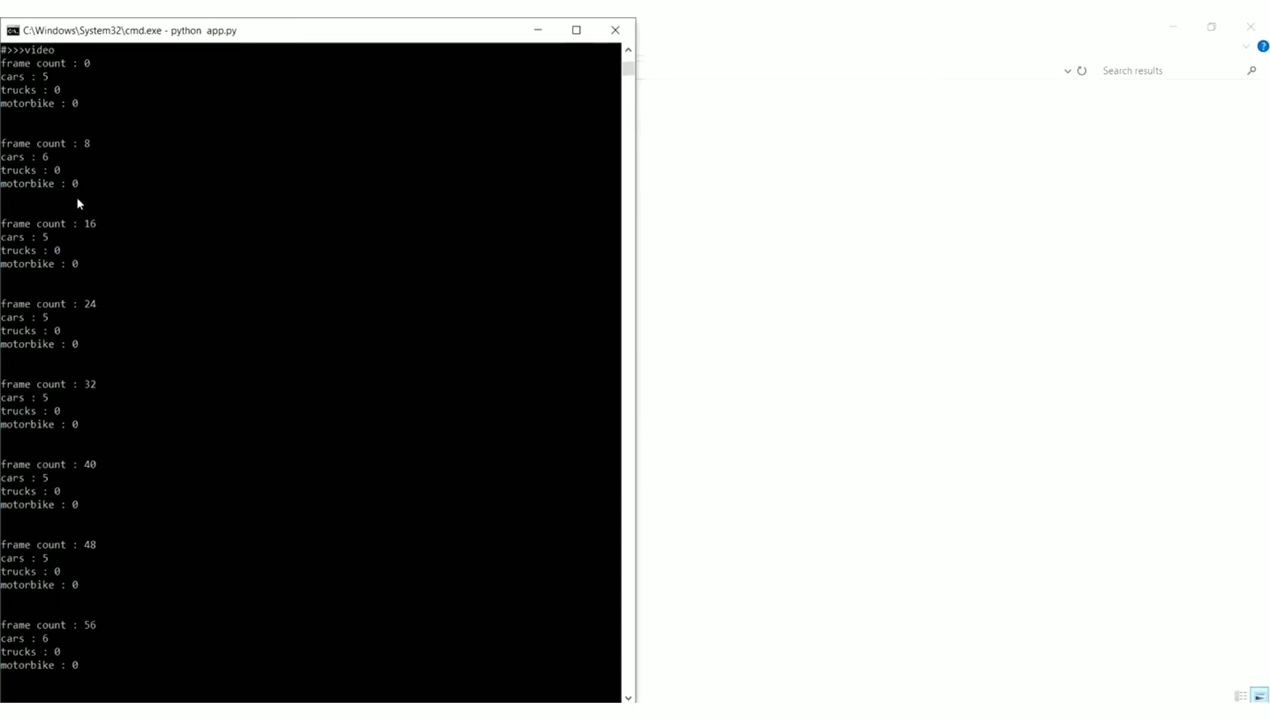 C:\Windows\System32\cmd.exe - python app.py
#>>>video
frame count : 0
cars : 5
trucks : 0
motorbike : 0
frame count : 8
cars : 6
trucks : 0
motorbike : 0
frame count : 16
cars : 5
trucks : 0
motorbike : 0
frame count : 24
cars : 5
trucks : 0
motorbike : 0
frame count : 32
cars : 5
trucks : 0
motorbike : 0
frame count : 40
cars : 5
trucks : 0
motorbike : 0
frame count : 48
cars : 5
trucks : 0
motorbike : 0
frame count : 56
cars : 6
trucks : 0
motorbike : 0
Search results